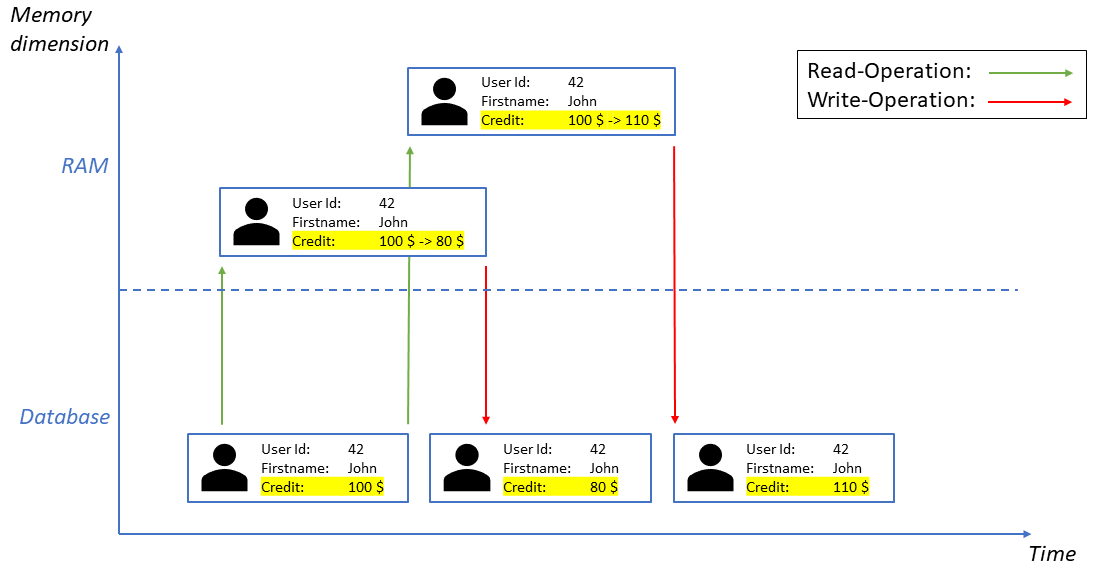 Memory
dimension
Read-Operation:
Write-Operation:
User Id: 42
Firstname: John
Credit: 100 $ -> 110 $
RAM
User Id: 42
Firstname: John
Credit: 100 $ -> 80 $
Database
User Id: 42
Firstname: John
Credit: 100 $
User Id: 42
Firstname: John
Credit: 80 $
User Id: 42
Firstname: John
Credit: 110 $
Time